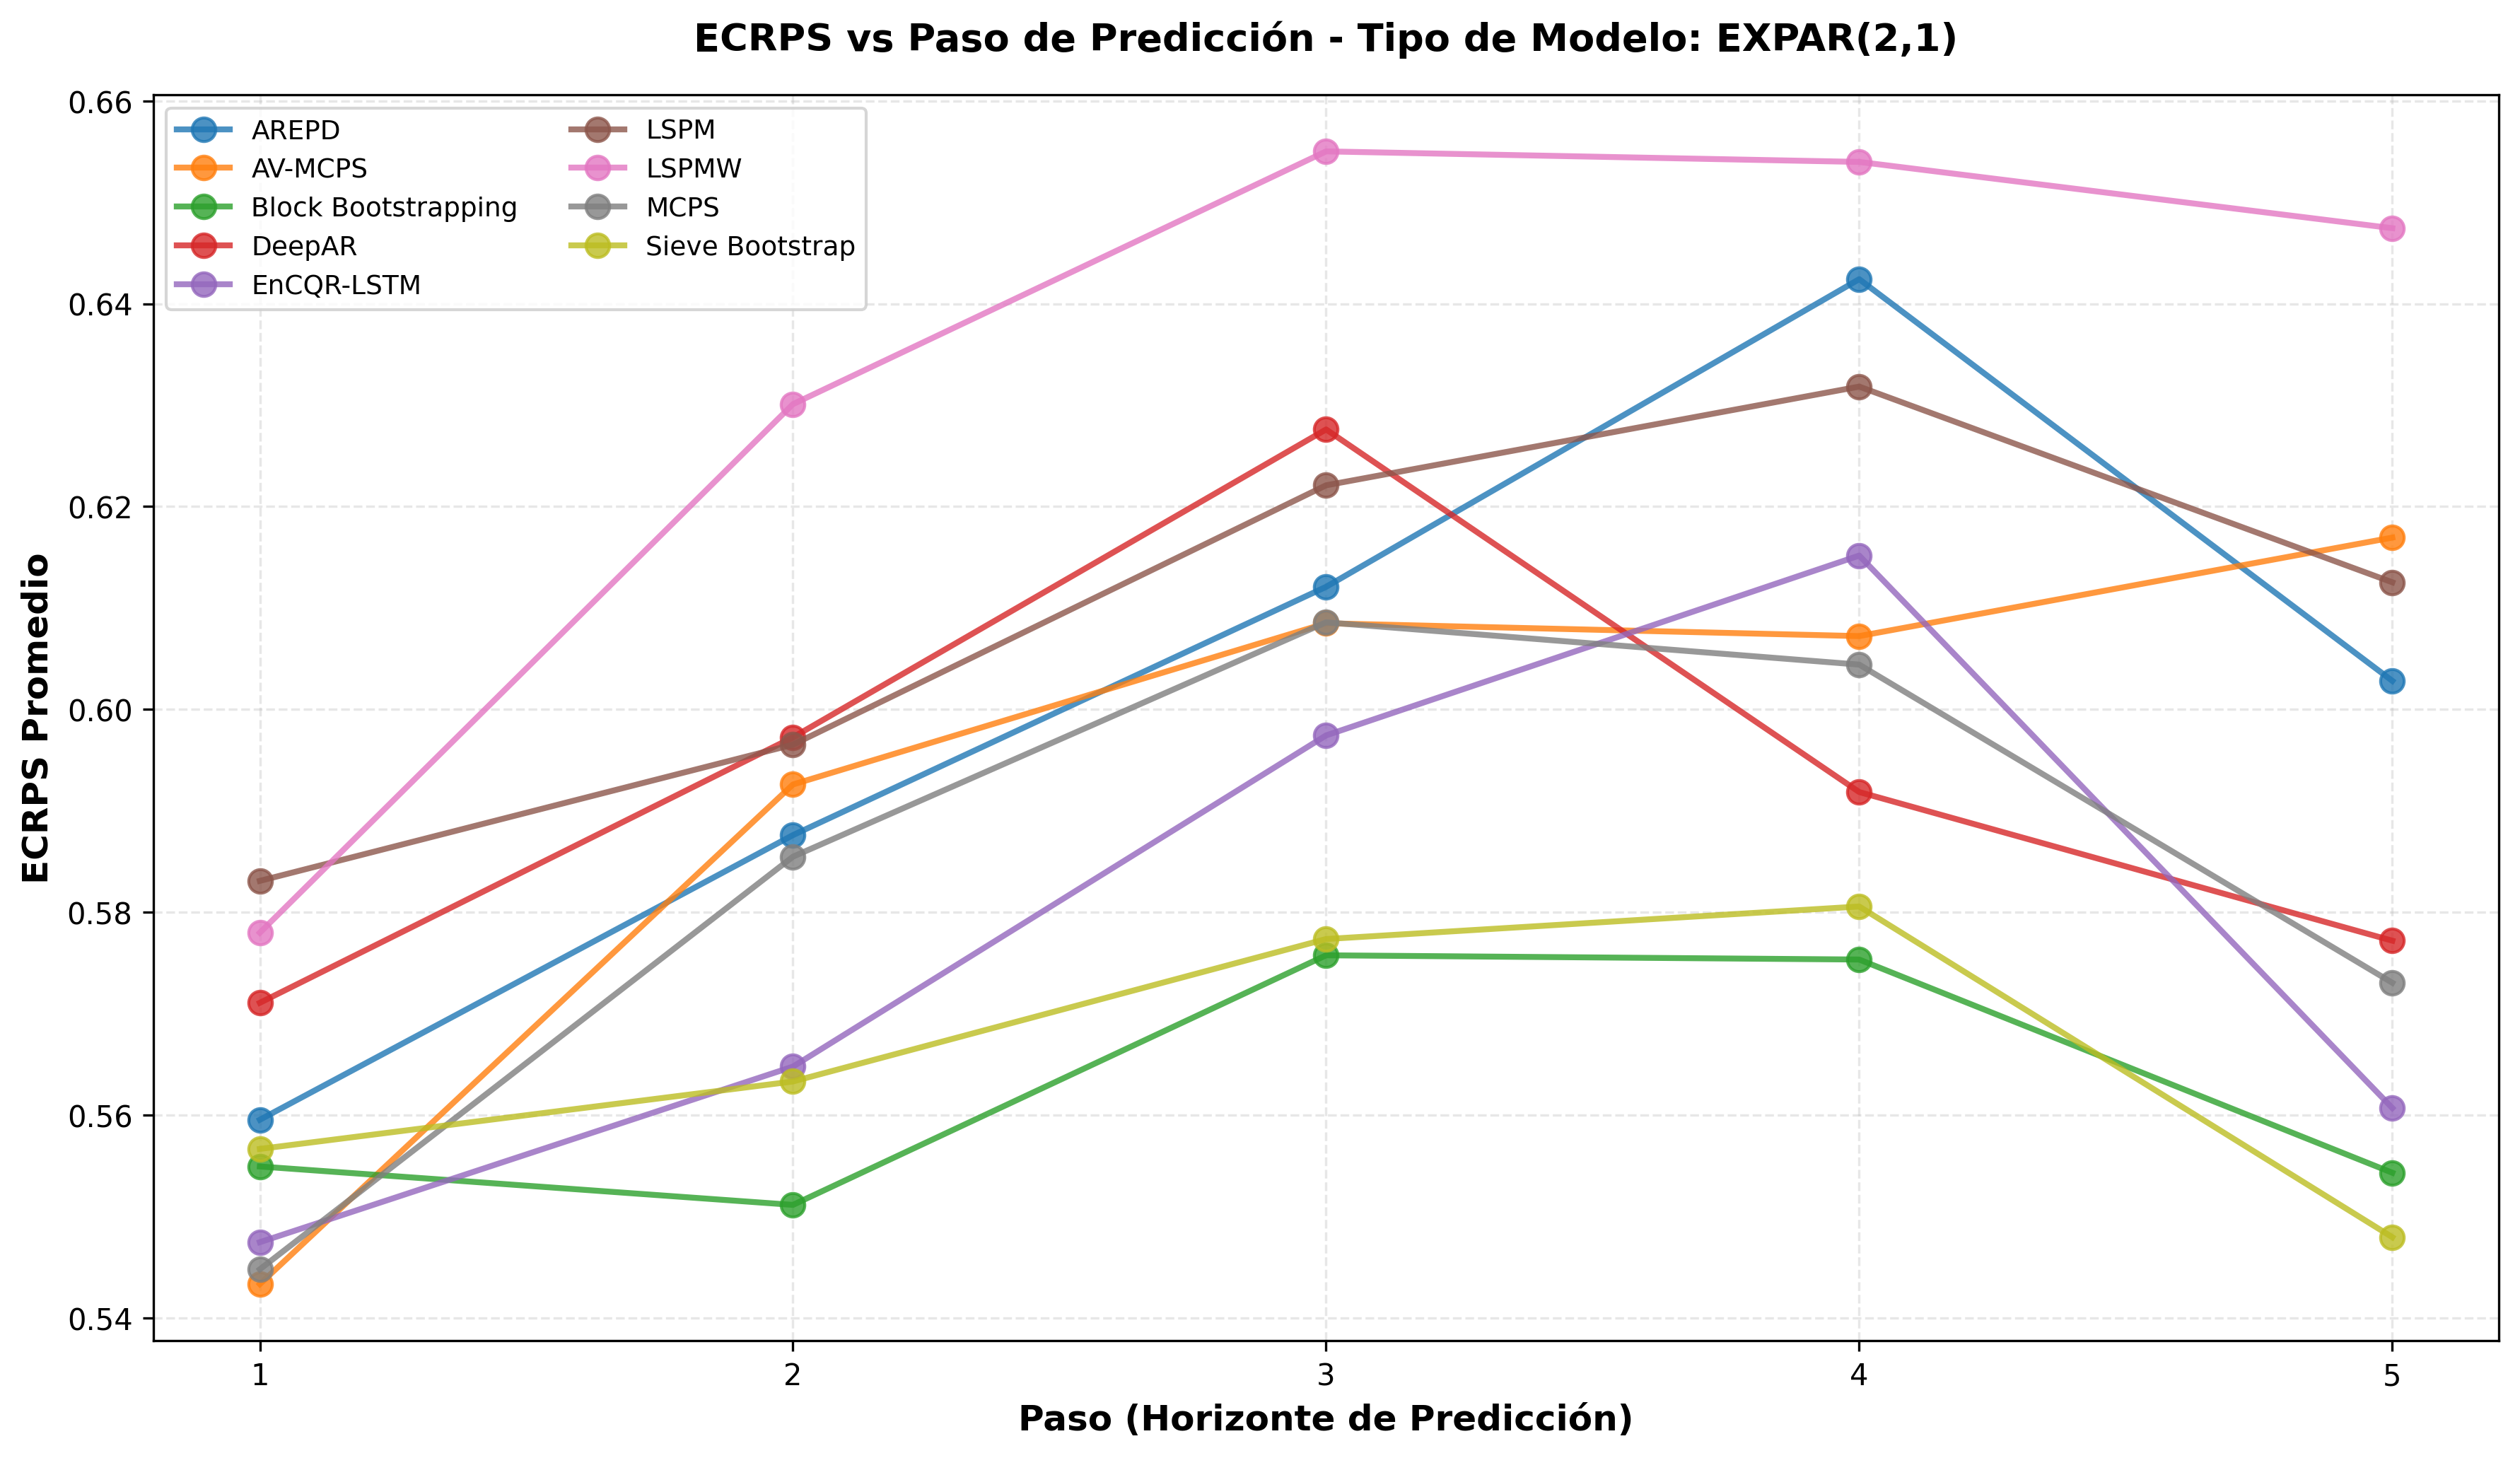 ECRPS vs Paso de Predicción - Tipo de Modelo: EXPAR(2,1)
AREPD
AV-MCPS
Block Bootstrapping
DeepAR
EnCQR-LSTM
LSPM
LSPMW
MCPS
Sieve Bootstrap
ECRPS Promedio
0.66
0.64
0.62
0.60
0.58
0.56
0.54
1 2 3 4 5
Paso (Horizonte de Predicción)